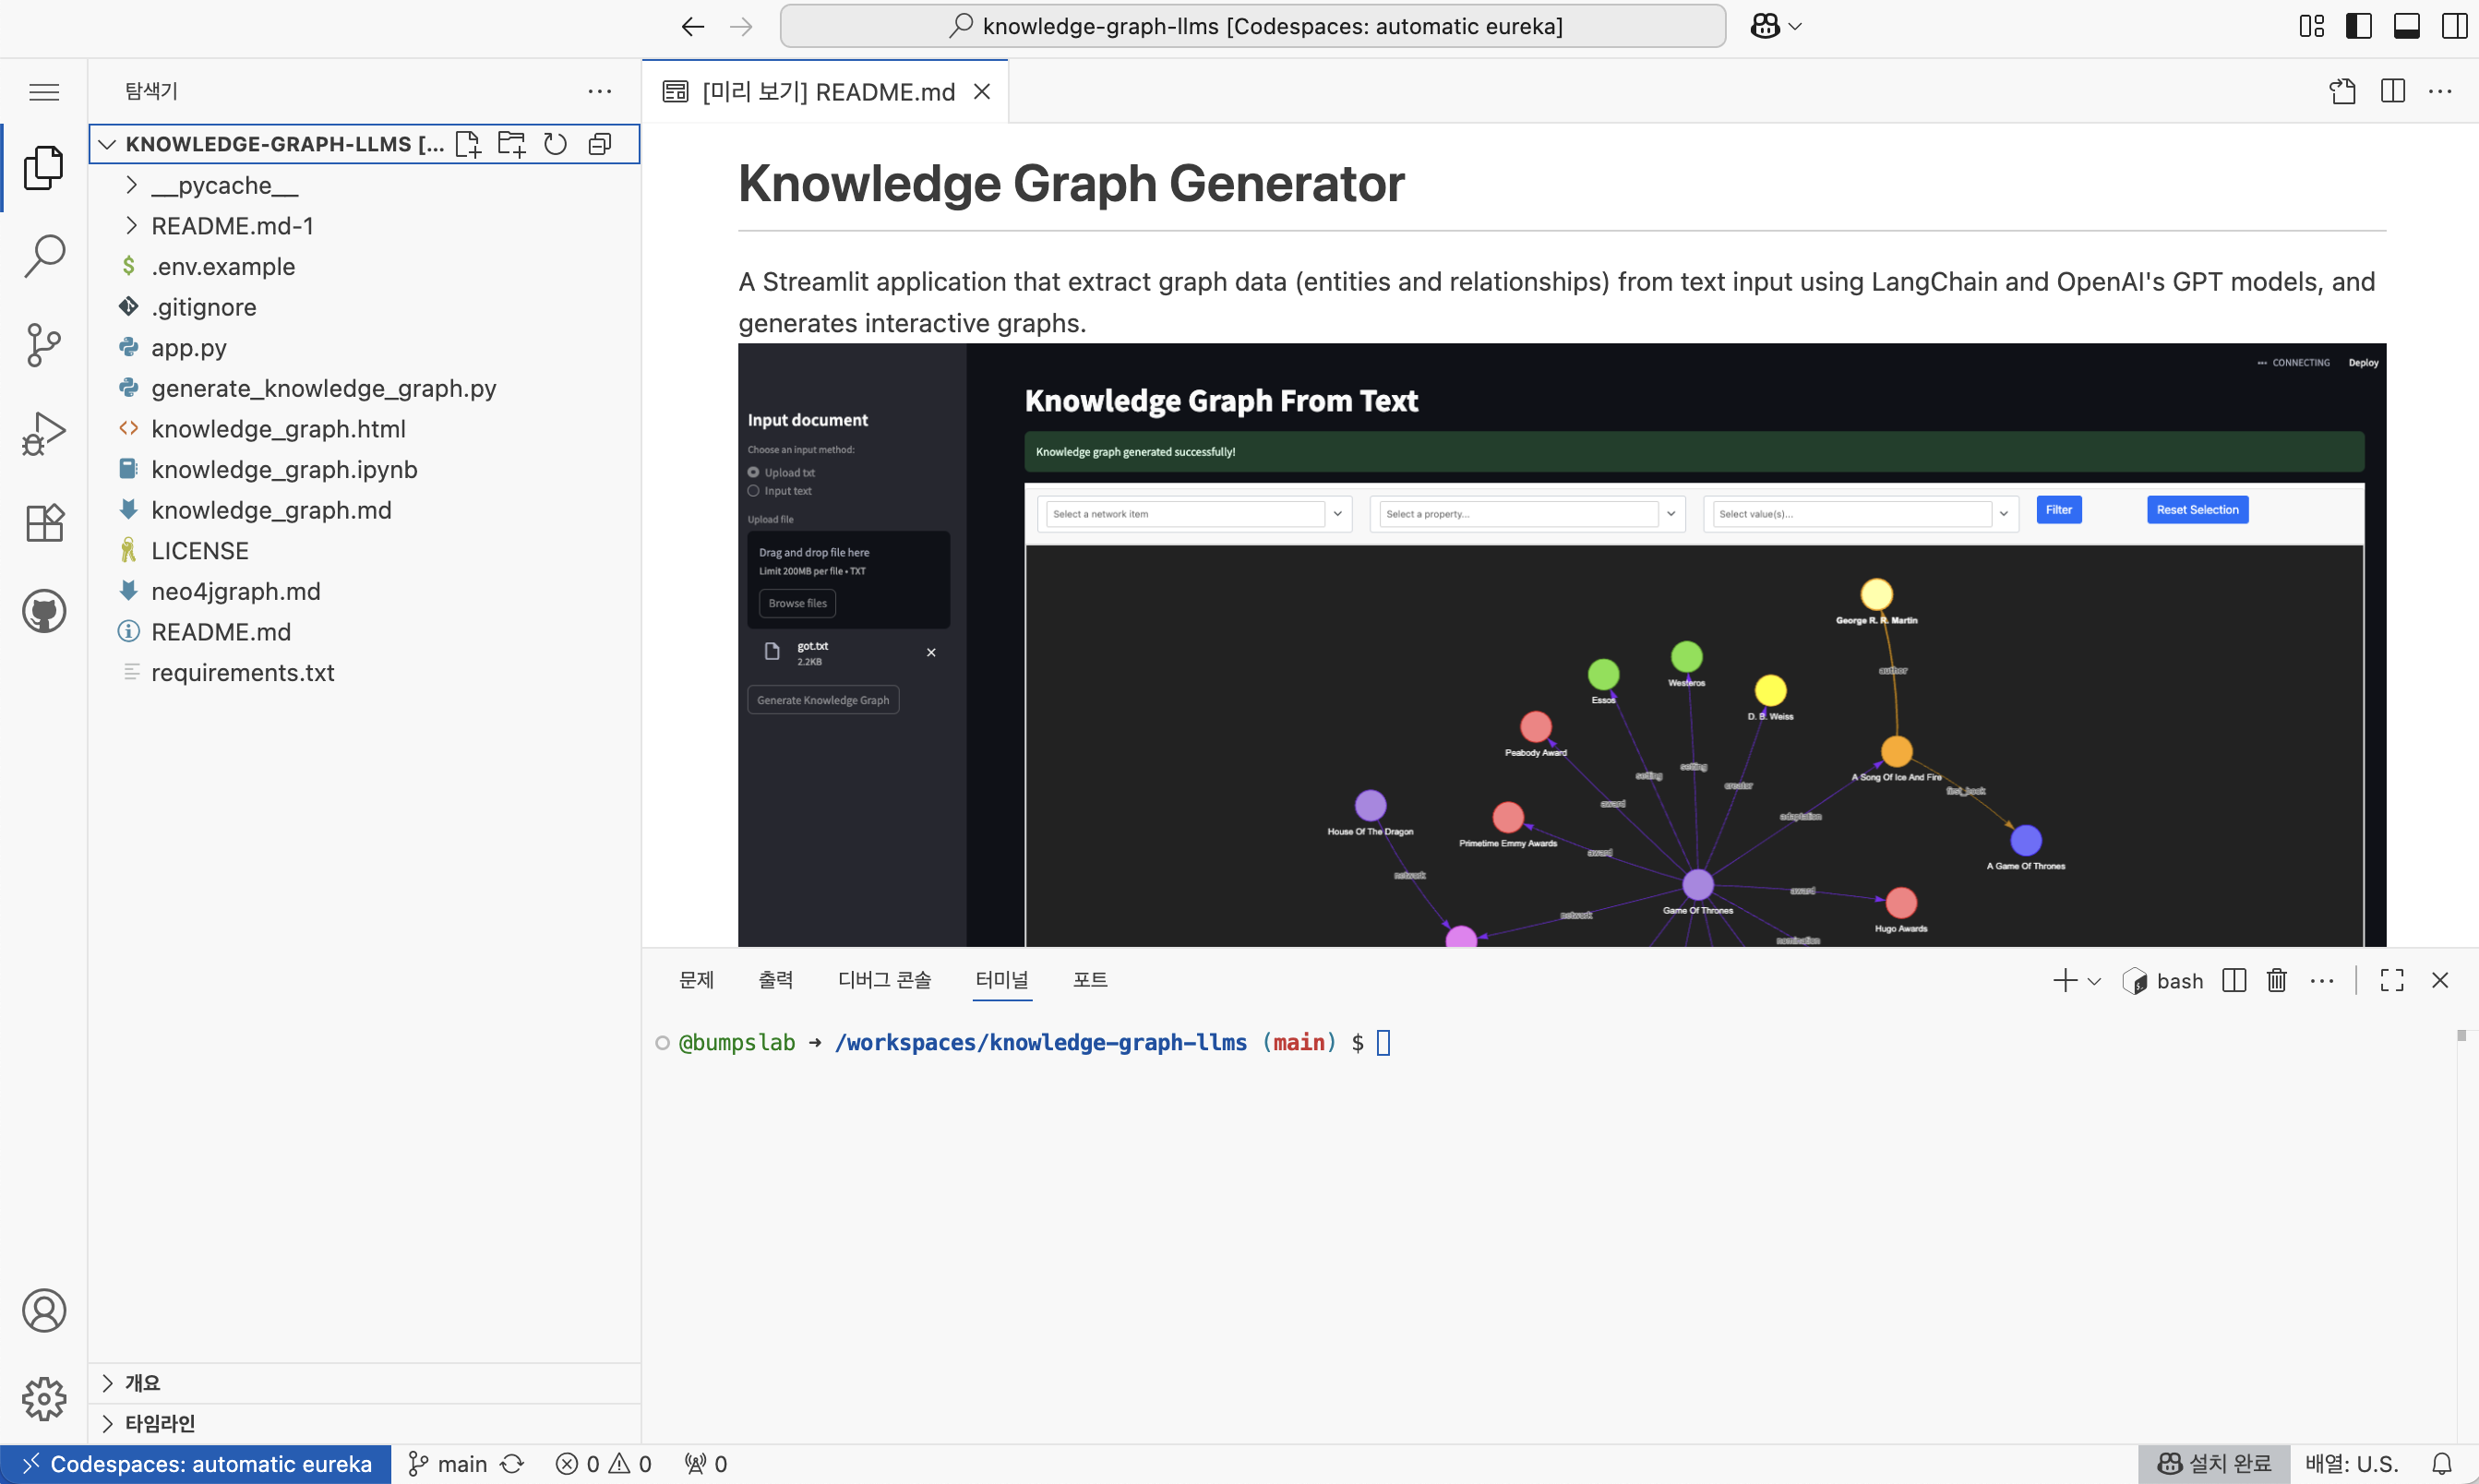 knowledge-graph-llms [Codespaces: automatic eureka]
탐색기
KNOWLEDGE-GRAPH-LLMS [...
__pycache__
README.md-1
.env.example
.gitignore
app.py
generate_knowledge_graph.py
knowledge_graph.html
knowledge_graph.ipynb
knowledge_graph.md
LICENSE
neo4jgraph.md
README.md
requirements.txt
개요
타임라인
[미리 보기] README.md
Knowledge Graph Generator
A Streamlit application that extract graph data (entities and relationships) from text input using LangChain and OpenAI's GPT models, and
generates interactive graphs.
CONNECTING Deploy
Input document
Choose an input method:
Upload txt
Input text
Upload file
Drag and drop file here
Limit 200MB per file • TXT
Browse files
got.txt
2.2KB
Generate Knowledge Graph
Knowledge Graph From Text
Knowledge graph generated successfully!
Select a network item
Select a property...
Select value(s)...
Filter
Reset Selection
George R. R. Martin
author
Westeros
Essos
D. B. Weiss
Peabody Award
setting
setting
creator
A Song Of Ice And Fire
first_book
award
adaptation
House Of The Dragon
Primetime Emmy Awards
award
A Game Of Thrones
network
award
Game Of Thrones
network
Hugo Awards
nomination
문제 출력 디버그 콘솔 터미널 포트
bash
@bumpslab ➜ /workspaces/knowledge-graph-llms (main) $
Codespaces: automatic eureka
main
0 0
0
설치 완료
배열: U.S.